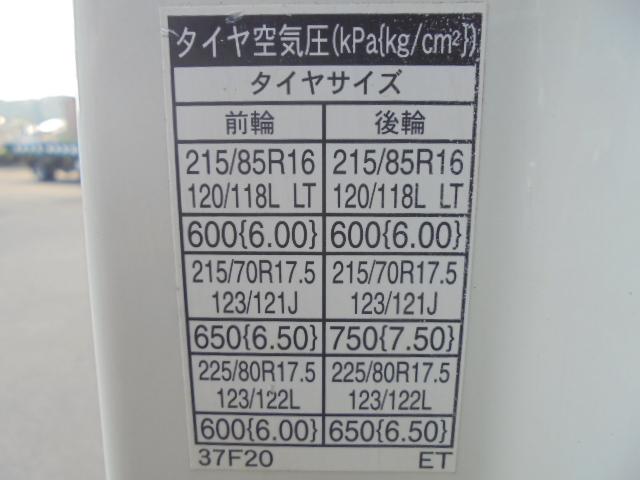 タイヤ空気圧(kPa{kg/cm²})
タイヤサイズ
前輪 後輪
215/85R16 215/85R16
120/118L LT 120/118L LT
600{6.00} 600{6.00}
215/70R17.5 215/70R17.5
123/121J 123/121J
650{6.50} 750{7.50}
225/80R17.5 225/80R17.5
123/122L 123/122L
600{6.00} 650{6.50}
37F20 ET